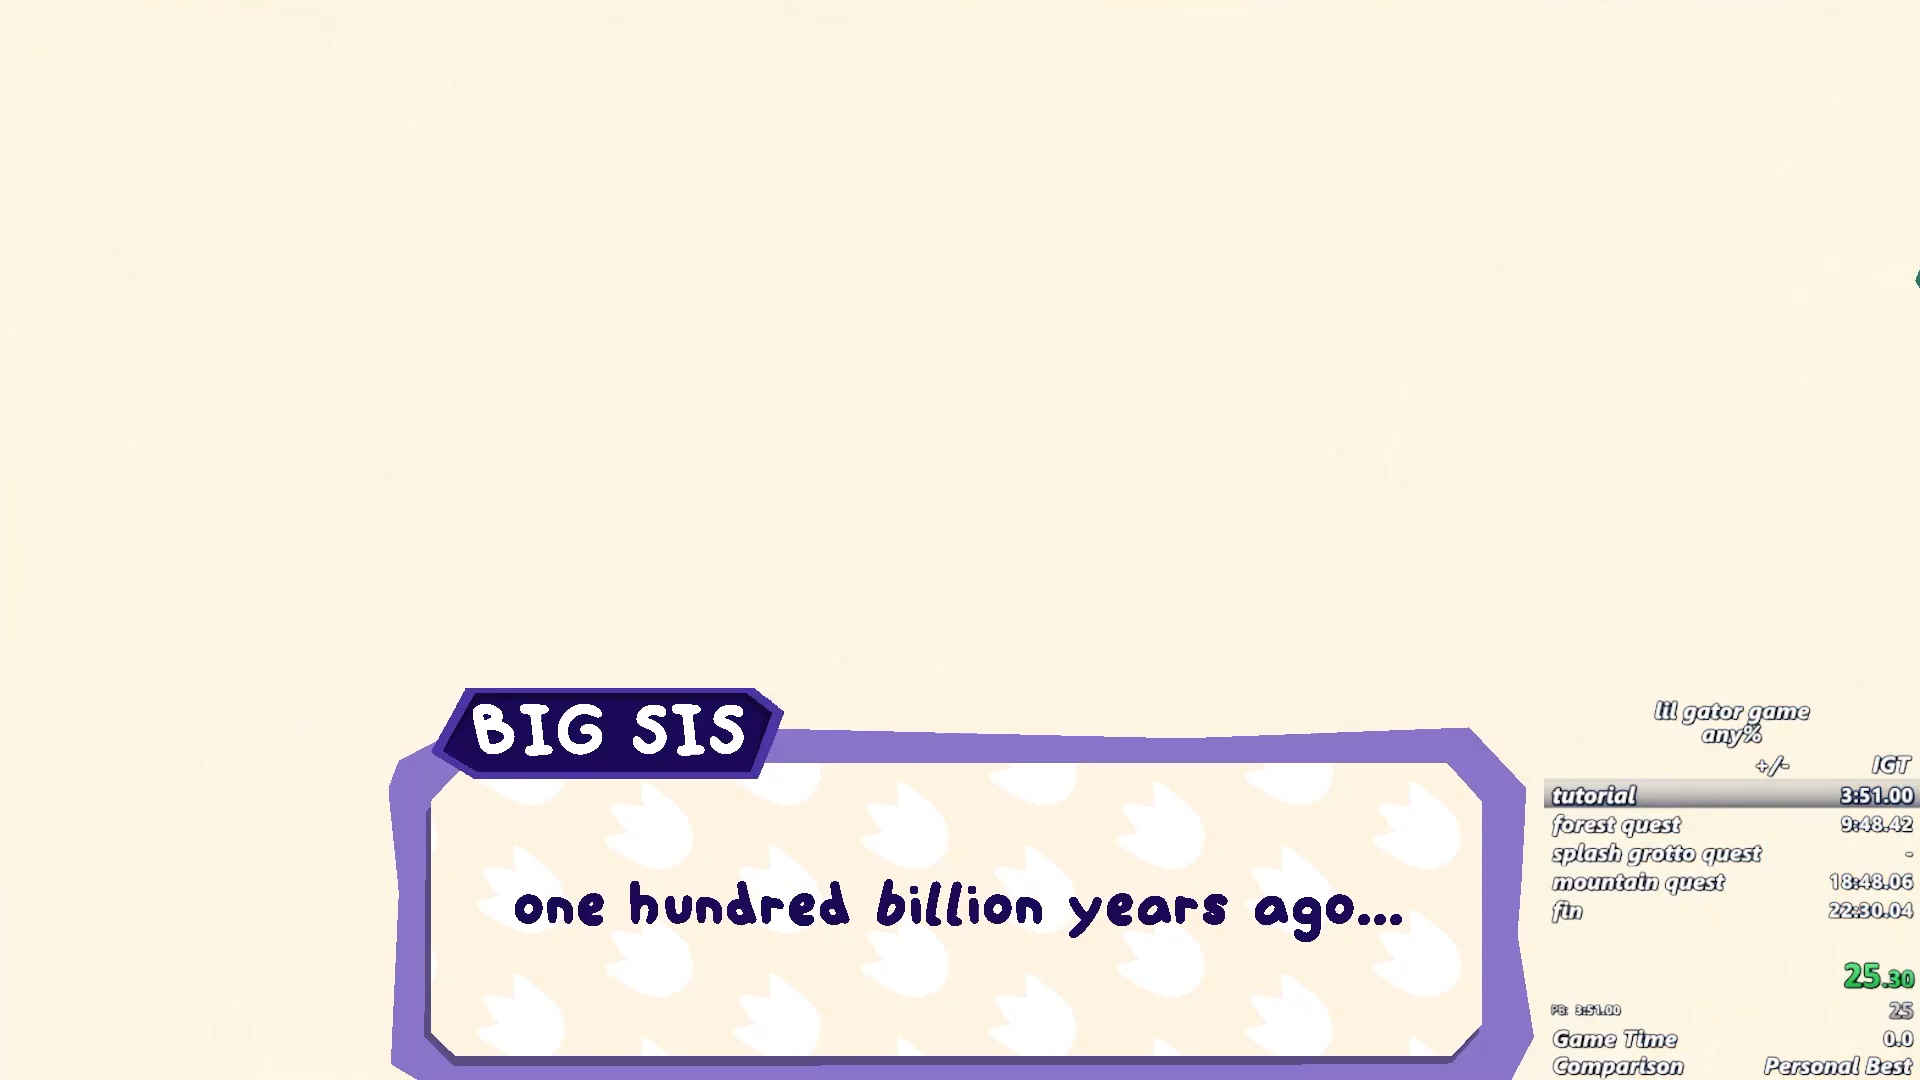 BIG SIS
one hundred billion years ago...
lil gator game
any%
+/- IGT
tutorial 3:51.00
forest quest 9:48.42
splash grotto quest -
mountain quest 18:48.06
fin 22:30.04
25.30
PB: 3:51.00 25
Game Time 0.0
Comparison Personal Best